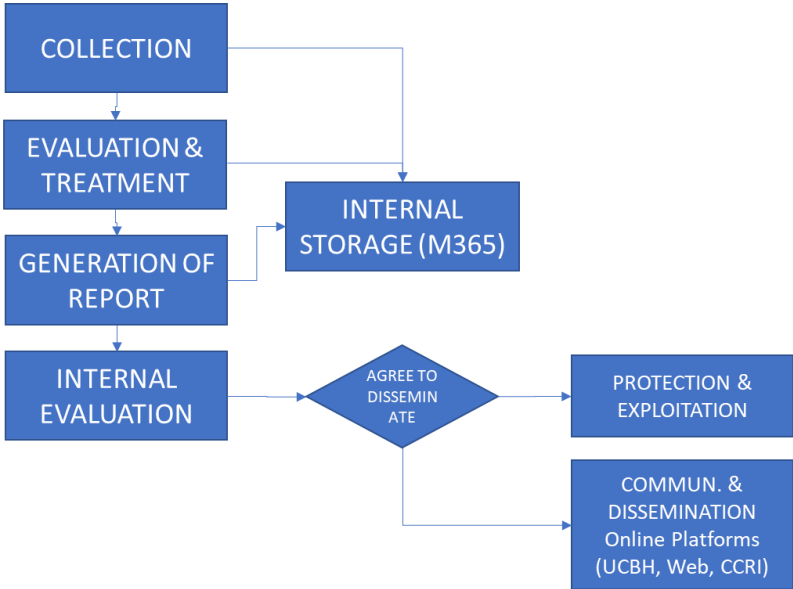 COLLECTION
EVALUATION &
TREATMENT
INTERNAL
STORAGE (M365)
GENERATION OF
REPORT
INTERNAL
EVALUATION
AGREE TO
DISSEMIN
ATE
PROTECTION &
EXPLOITATION
COMMUN. &
DISSEMINATION
Online Platforms
(UCBH, Web, CCRI)